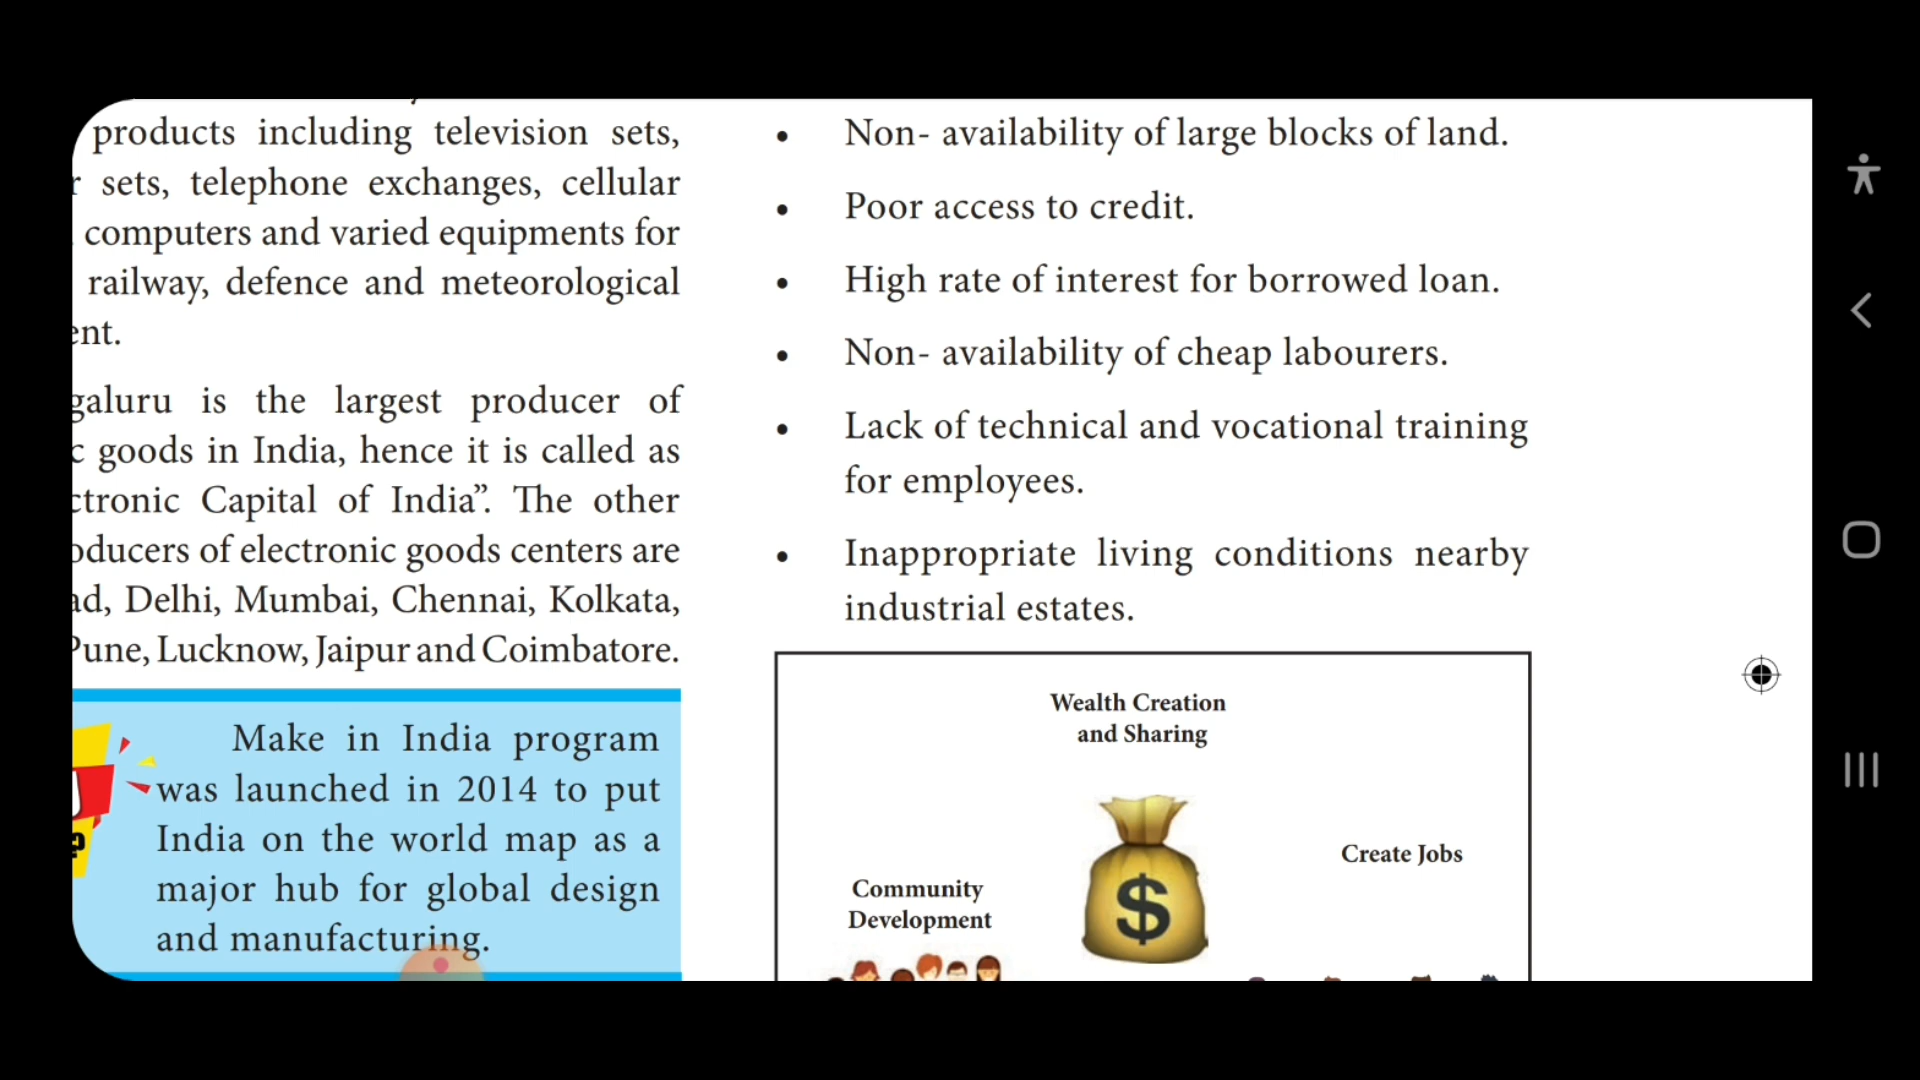 products including television sets,
sets, telephone exchanges, cellular
computers and varied equipments for
railway, defence and meteorological
ent.
galuru is the largest producer of
c goods in India, hence it is called as
ctronic Capital of India”. The other
oducers of electronic goods centers are
ad, Delhi, Mumbai, Chennai, Kolkata,
Pune, Lucknow, Jaipur and Coimbatore.
Make in India program
was launched in 2014 to put
India on the world map as a
major hub for global design
and manufacturing.
• Non- availability of large blocks of land.
• Poor access to credit.
• High rate of interest for borrowed loan.
• Non- availability of cheap labourers.
• Lack of technical and vocational training
for employees.
• Inappropriate living conditions nearby
industrial estates.
Wealth Creation
and Sharing
Create Jobs
Community
Development
$